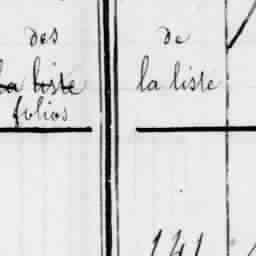 des
la liste
folios
de
la liste
141